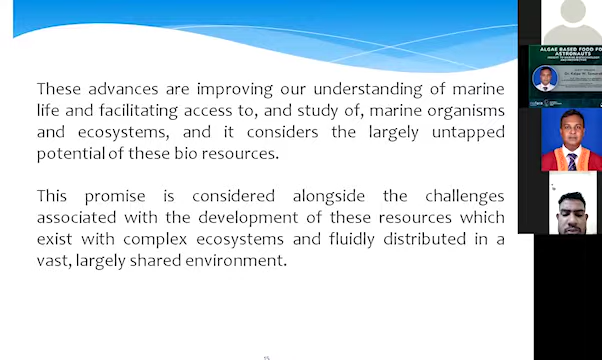 These advances are improving our understanding of marine
life and facilitating access to, and study of, marine organisms
and ecosystems, and it considers the largely untapped
potential of these bio resources.
This promise is considered alongside the challenges
associated with the development of these resources which
exist with complex ecosystems and fluidly distributed in a
vast, largely shared environment.
15
ALGAE BASED FOOD FOR
ASTRONAUTS